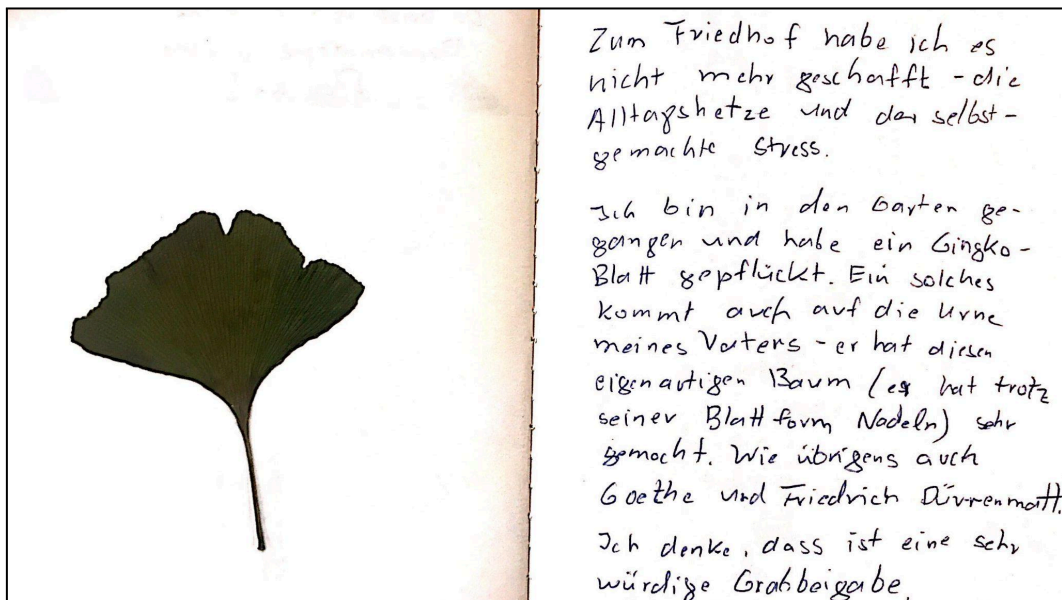 Zum Friedhof habe ich es
nicht mehr geschafft - die
Alltagshetze und der selbst-
gemachte Stress.
Ich bin in den Garten ge-
gangen und habe ein Gingko-
Blatt gepflückt. Ein solches
kommt auch auf die Urne
meines Vaters - er hat diesen
eigenartigen Baum (es hat trotz
seiner Blattform Nadeln) sehr
gemocht. Wie übrigens auch
Goethe und Friedrich Dürrenmatt.
Ich denke, dass ist eine sehr
würdige Grabbeigabe.